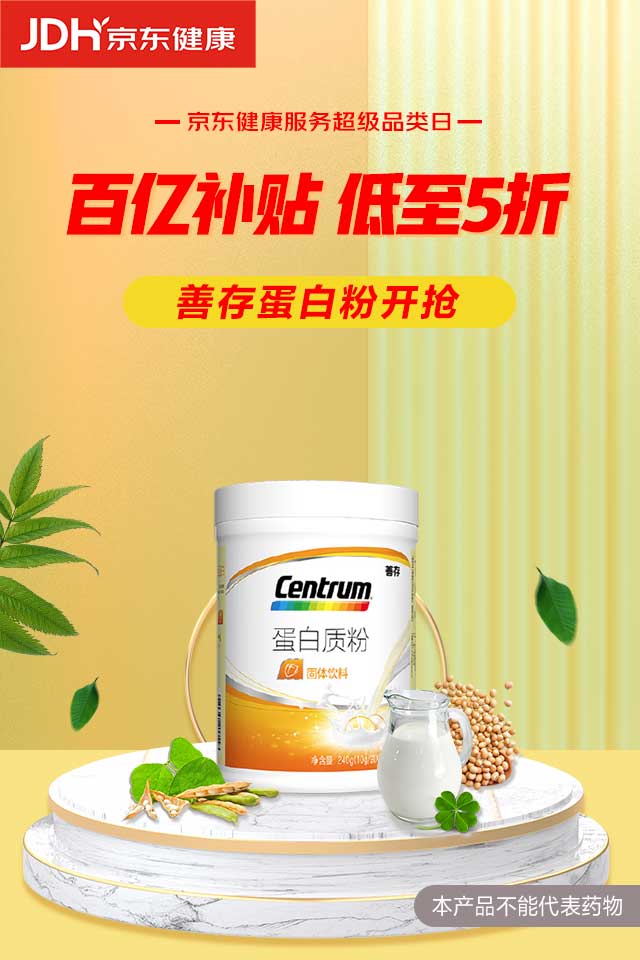 JDH京东健康
京东健康服务超级品类日
百亿补贴 低至5折
善存蛋白粉开抢
善存
Centrum
蛋白质粉
固体饮料
净含量: 240g(10g
本产品不能代表药物